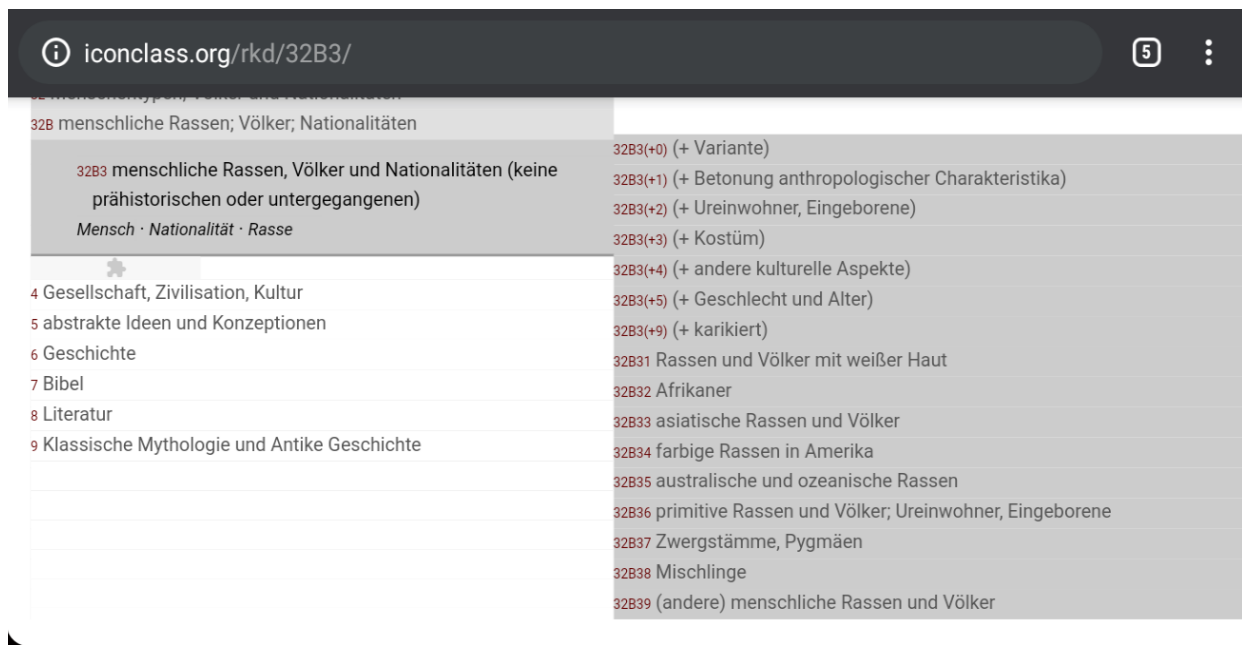 iconclass.org/rkd/32B3/
5
32B menschliche Rassen; Völker; Nationalitäten
32B3 menschliche Rassen, Völker und Nationalitäten (keine
prähistorischen oder untergegangenen)
Mensch · Nationalität · Rasse
4 Gesellschaft, Zivilisation, Kultur
5 abstrakte Ideen und Konzeptionen
6 Geschichte
7 Bibel
8 Literatur
9 Klassische Mythologie und Antike Geschichte
32B3(+0) (+ Variante)
32B3(+1) (+ Betonung anthropologischer Charakteristika)
32B3(+2) (+ Ureinwohner, Eingeborene)
32B3(+3) (+ Kostüm)
32B3(+4) (+ andere kulturelle Aspekte)
32B3(+5) (+ Geschlecht und Alter)
32B3(+9) (+ karikiert)
32B31 Rassen und Völker mit weißer Haut
32B32 Afrikaner
32B33 asiatische Rassen und Völker
32B34 farbige Rassen in Amerika
32B35 australische und ozeanische Rassen
32B36 primitive Rassen und Völker; Ureinwohner, Eingeborene
32B37 Zwergstämme, Pygmäen
32B38 Mischlinge
32B39 (andere) menschliche Rassen und Völker